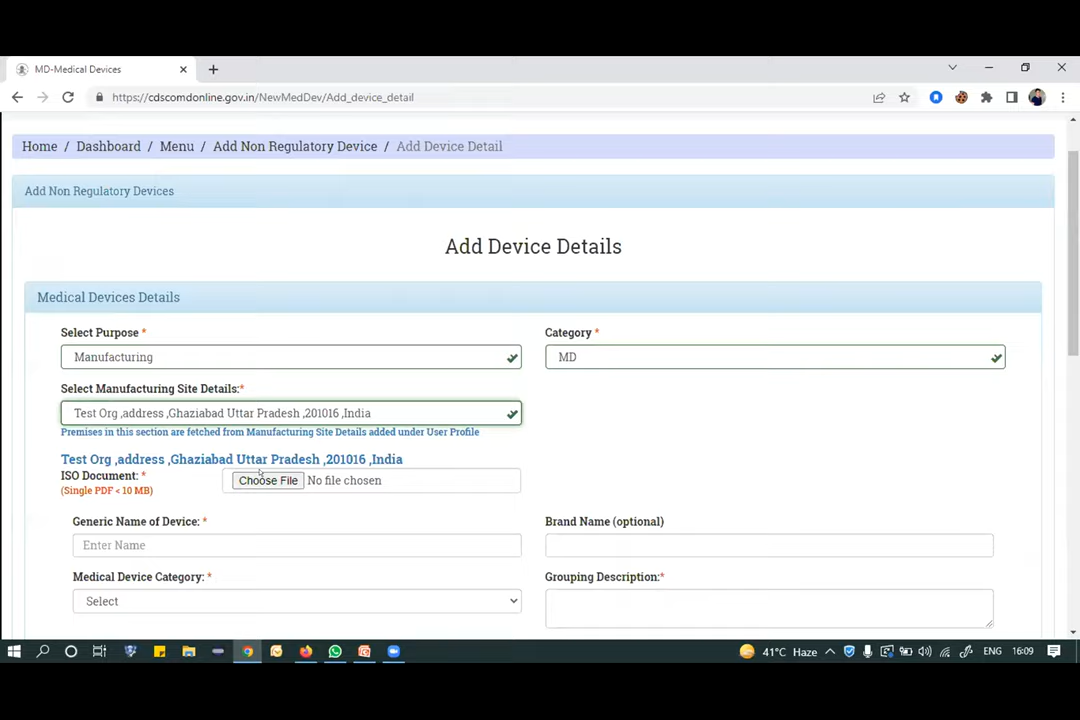 MD-Medical Devices
https://cdscomdonline.gov.in/NewMedDev/Add_device_detail
Home / Dashboard / Menu / Add Non Regulatory Device / Add Device Detail
Add Non Regulatory Devices
Add Device Details
Medical Devices Details
Select Purpose *
Category *
Manufacturing
MD
Select Manufacturing Site Details:*
Test Org ,address ,Ghaziabad Uttar Pradesh ,201016 ,India
Premises in this section are fetched from Manufacturing Site Details added under User Profile
Test Org ,address ,Ghaziabad Uttar Pradesh ,201016 ,India
ISO Document: *
(Single PDF < 10 MB)
Choose File No file chosen
Generic Name of Device: *
Brand Name (optional)
Enter Name
Medical Device Category: *
Grouping Description:*
Select
41°C Haze
ENG
16:09